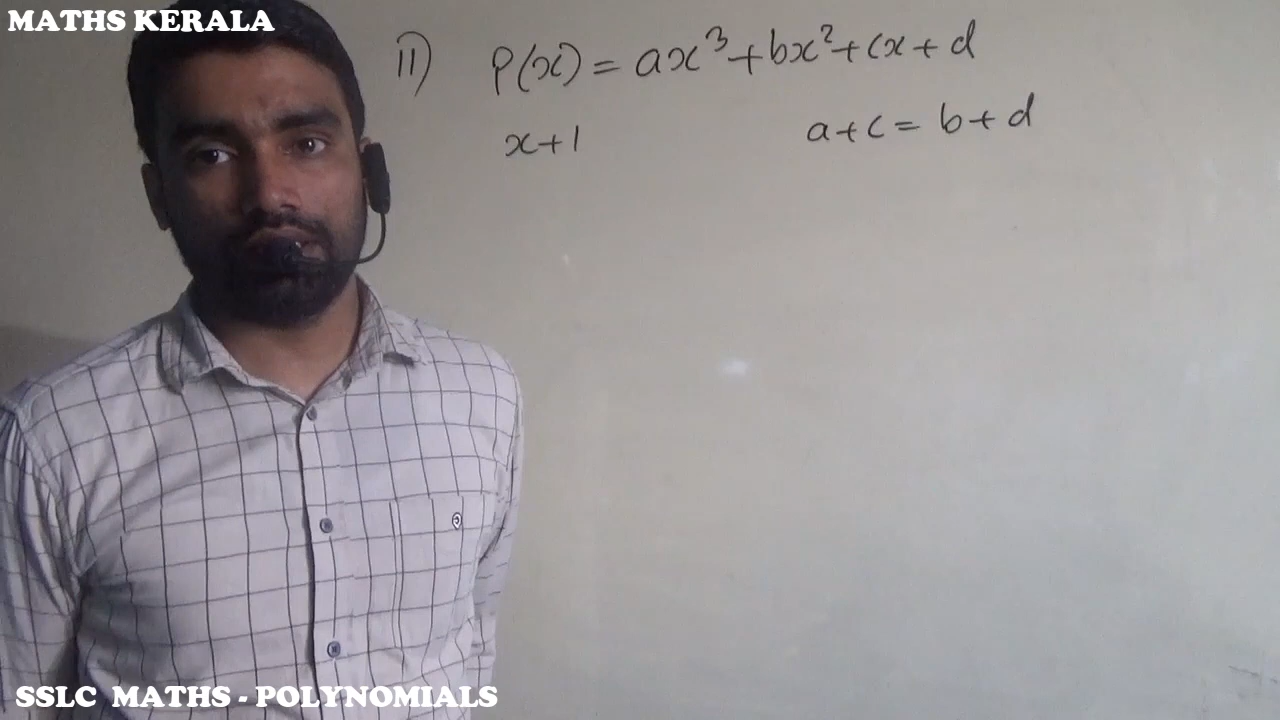 MATHS KERALA
11) P(x) = ax³ + bx² + cx + d
x+1 a+c = b+d
SSLC MATHS - POLYNOMIALS